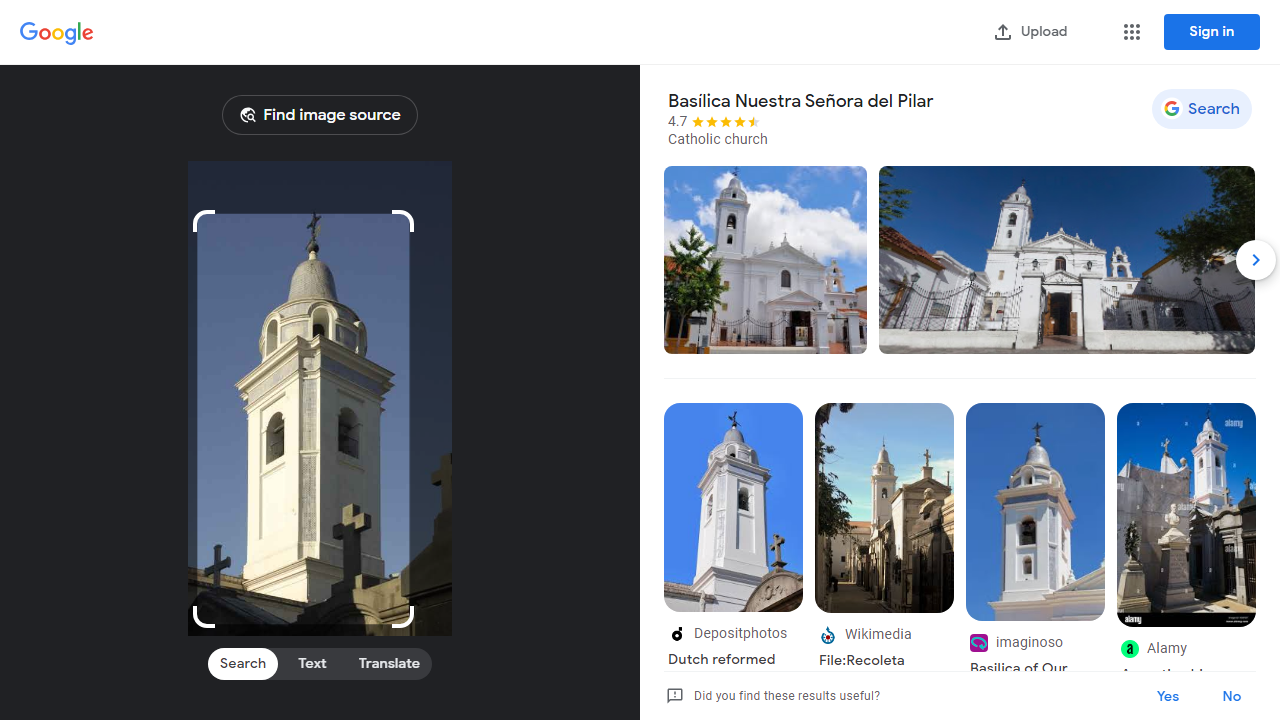 Google
Upload
Sign in
Find image source
Search
Text
Translate
Basílica Nuestra Señora del Pilar
4.7
Catholic church
Search
Depositphotos
Dutch reformed
Wikimedia
File:Recoleta
imaginoso
Basilica of Our
alamy
Alamy
Did you find these results useful?
Yes
No